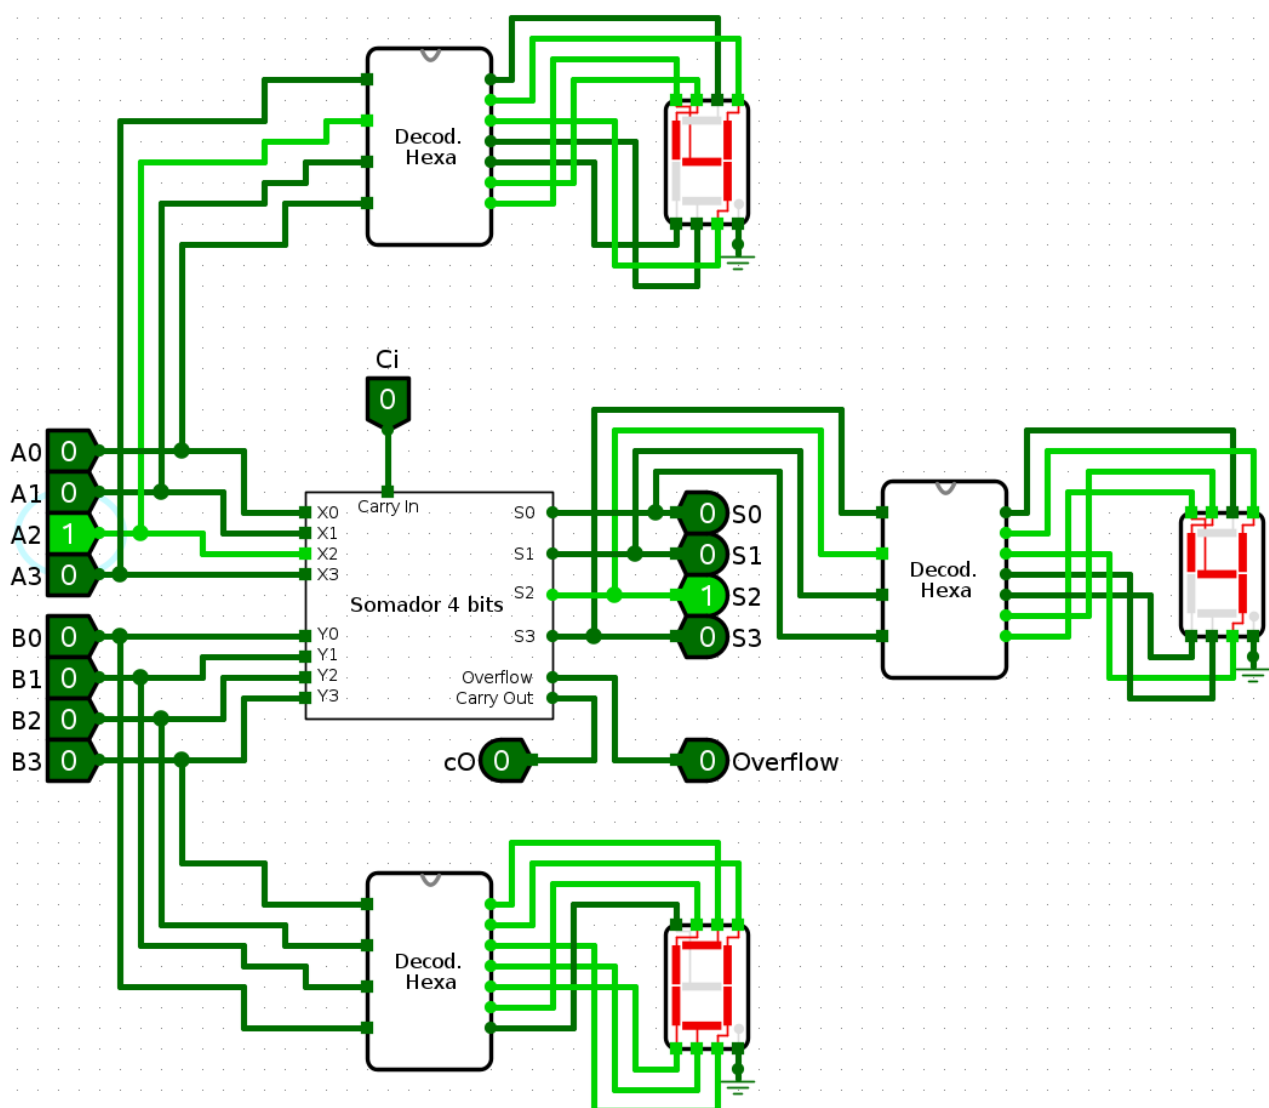 Decod.
Hexa
Ci
0
A0 0
A1 0
A2 1
A3 0
B0 0
B1 0
B2 0
B3 0
Carry In
X0
X1
X2
X3
Y0
Y1
Y2
Y3
Somador 4 bits
S0
S1
S2
S3
Overflow
Carry Out
0 S0
0 S1
1 S2
0 S3
cO 0
0 Overflow
Decod.
Hexa
Decod.
Hexa